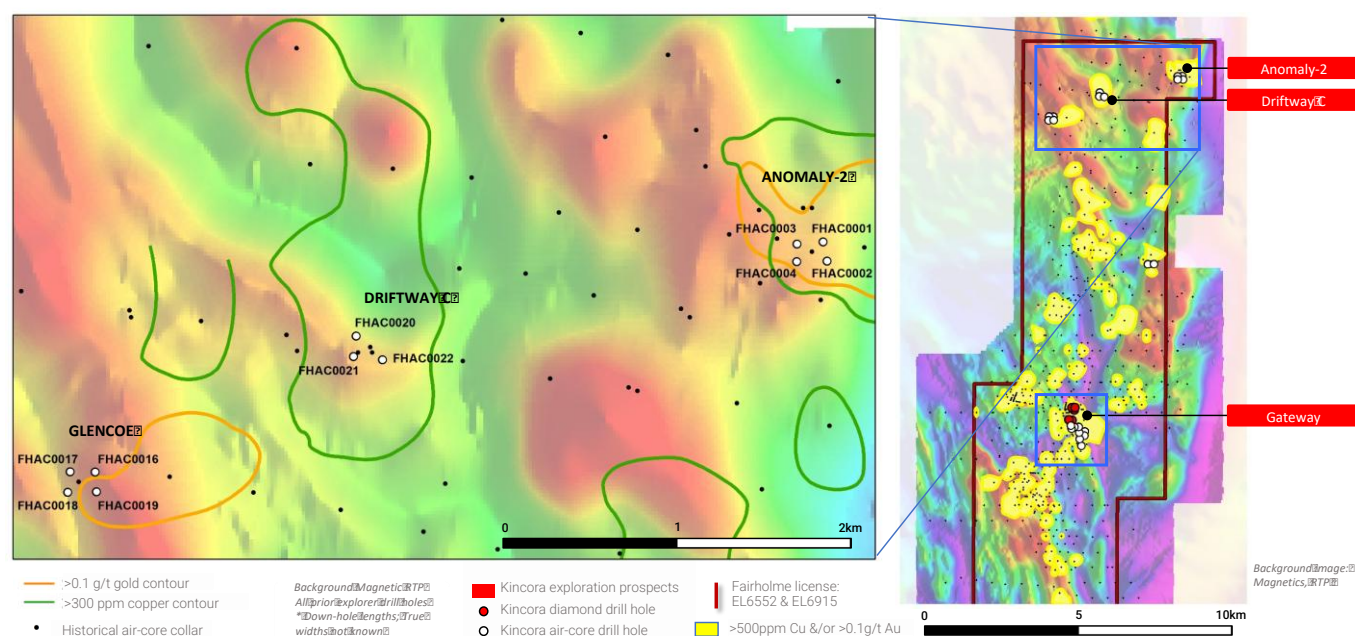 ANOMALY-2
FHAC0003
FHAC0001
FHAC0004
FHAC0002
DRIFTWAY C
FHAC0020
FHAC0021
FHAC0022
GLENCOE
FHAC0017
FHAC0016
FHAC0018
FHAC0019
0
1
2km
Anomaly-2
Driftway C
Gateway
>0.1 g/t gold contour
>300 ppm copper contour
Historical air-core collar
Background Magnetic RTP
All prior explorer drill holes
* Down-hole lengths; True
widths not known
Kincora exploration prospects
Kincora diamond drill hole
Kincora air-core drill hole
Fairholme license:
EL6552 & EL6915
>500ppm Cu &/or >0.1g/t Au
0
10km
Background image:
Magnetics, RTP